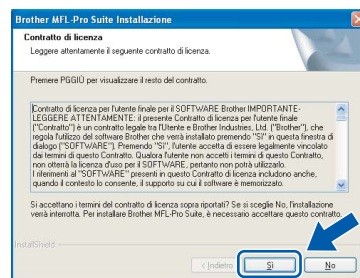 Brother MFL-Pro Suite Installazione
Contratto di licenza
Leggere attentamente il seguente contratto di licenza.
Premere PGGIÙ per visualizzare il resto del contratto.
Contratto di licenza per l'utente finale per il SOFTWARE Brother IMPORTANTE-
LEGGERE ATTENTAMENTE: il presente Contratto di licenza per l'utente finale
("Contratto") è un contratto legale tra l'Utente e Brother Industries, Ltd. ("Brother"), che
regola l'utilizzo del software Brother che verrà installato premendo "SÌ" in questa finestra di
dialogo ("SOFTWARE"). Premendo "SÌ", l'utente accetta di essere legalmente vincolato
dai termini di questo Contratto. Qualora l'utente non accetti i termini di questo Contratto,
non otterrà la licenza d'uso per il SOFTWARE, pertanto non potrà utilizzarlo.
I riferimenti al "SOFTWARE" presenti in questo Contratto di licenza includono anche,
quando il contesto lo consente, il supporto su cui il software è memorizzato.
Si accettano i termini del contratto di licenza sopra riportati? Se si sceglie No, l'installazione
verrà interrotta. Per installare Brother MFL-Pro Suite, è necessario accettare questo contratto.
InstallShield
< Indietro
Sì
No